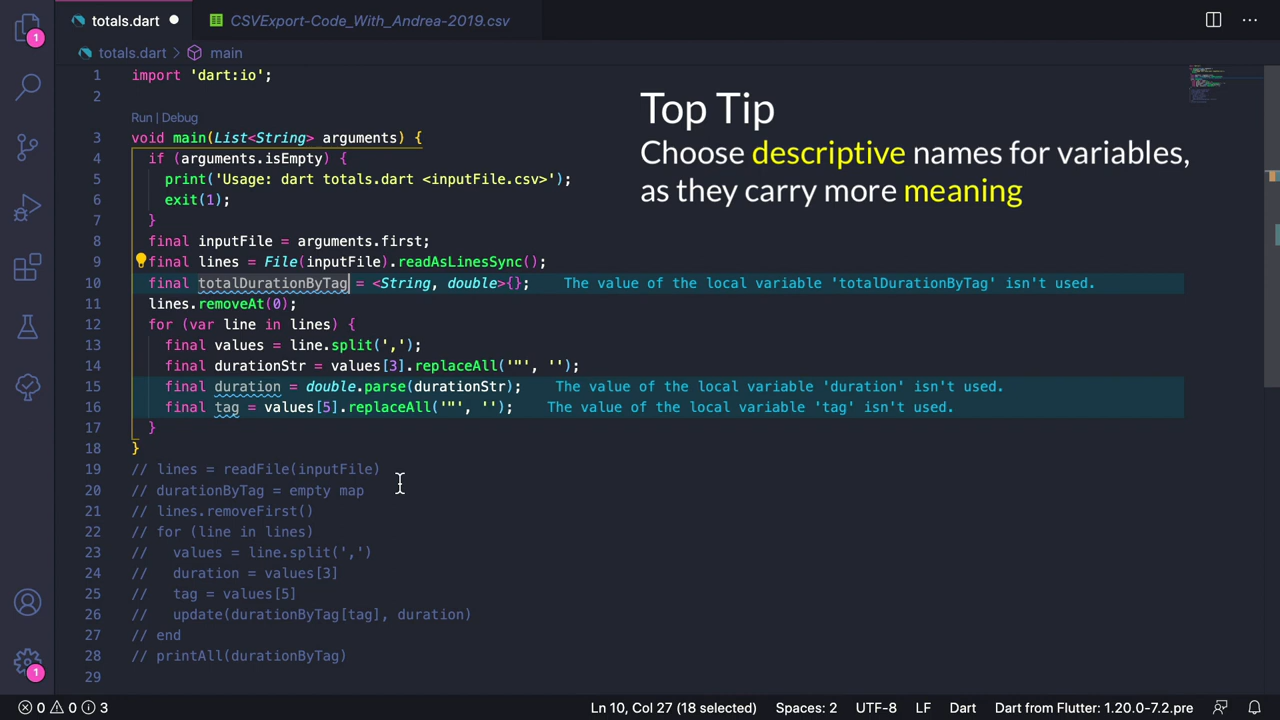 totals.dart
CSVExport-Code_With_Andrea-2019.csv
totals.dart > main
1 import 'dart:io';
2
Run | Debug
3 void main(List<String> arguments) {
4 if (arguments.isEmpty) {
5 print('Usage: dart totals.dart <inputFile.csv>');
6 exit(1);
7 }
8 final inputFile = arguments.first;
9 final lines = File(inputFile).readAsLinesSync();
10 final totalDurationByTag = <String, double>{}; The value of the local variable 'totalDurationByTag' isn't used.
11 lines.removeAt(0);
12 for (var line in lines) {
13 final values = line.split(',');
14 final durationStr = values[3].replaceAll('"', '');
15 final duration = double.parse(durationStr); The value of the local variable 'duration' isn't used.
16 final tag = values[5].replaceAll('"', ''); The value of the local variable 'tag' isn't used.
17 }
18 }
19 // lines = readFile(inputFile)
20 // durationByTag = empty map
21 // lines.removeFirst()
22 // for (line in lines)
23 // values = line.split(',')
24 // duration = values[3]
25 // tag = values[5]
26 // update(durationByTag[tag], duration)
27 // end
28 // printAll(durationByTag)
29
Top Tip
Choose descriptive names for variables,
as they carry more meaning
1
1
0 0 3
Ln 10, Col 27 (18 selected) Spaces: 2 UTF-8 LF Dart Dart from Flutter: 1.20.0-7.2.pre